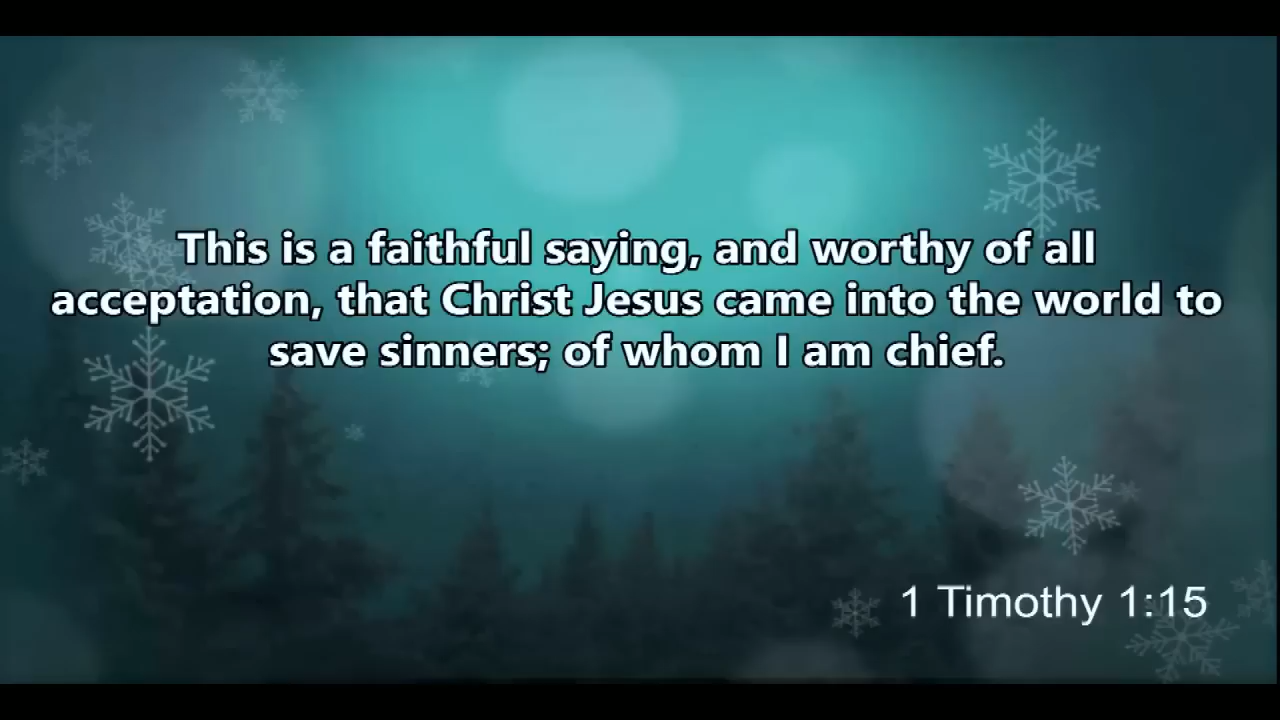 This is a faithful saying, and worthy of all
acceptation, that Christ Jesus came into the world to
save sinners; of whom I am chief.
1 Timothy 1:15